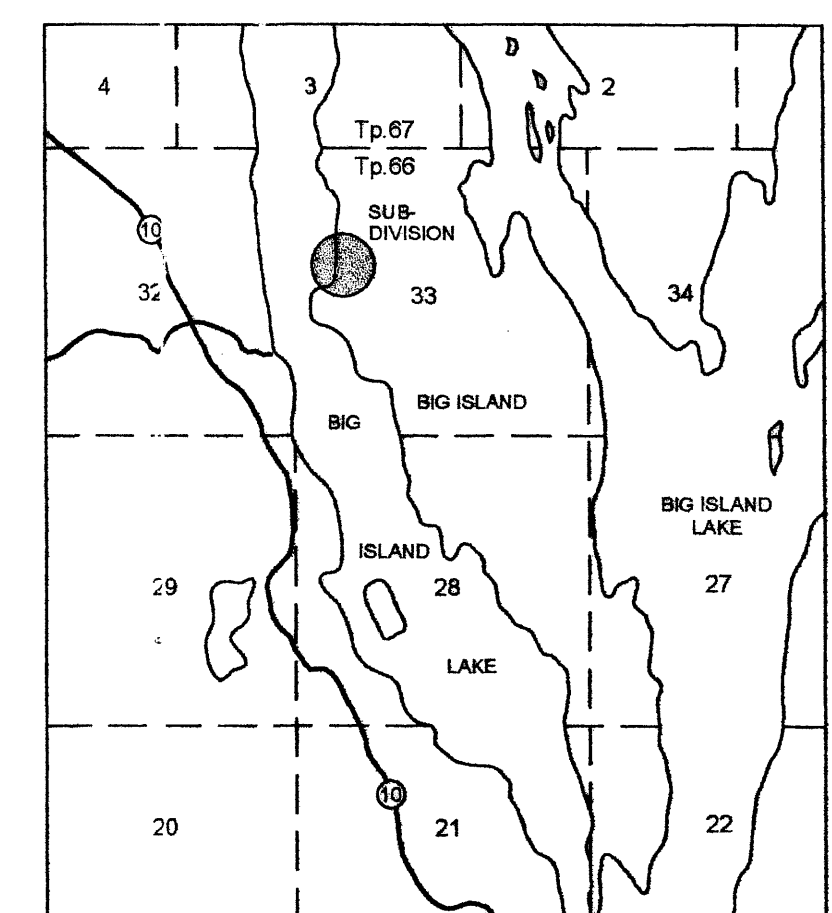 4
3
2
Tp.67
Tp.66
SUB-
DIVISION
10
32
33
34
BIG ISLAND
BIG
BIG ISLAND
LAKE
ISLAND
29
28
27
LAKE
10
20
21
22